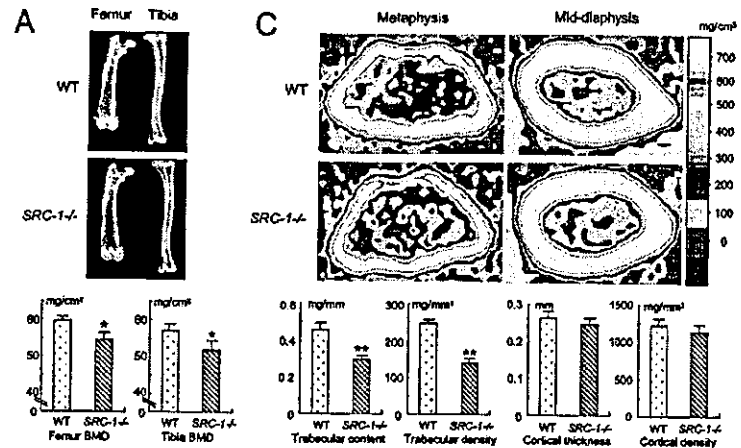 A
Femur Tibia
WT
SRC-1-/-
C
Metaphysis Mid-diaphysis
WT
SRC-1-/-
mg/cm³
700
600
500
400
300
200
100
0
mg/cm²
60
50
40
0
*
WT SRC-1-/-
Femur BMD
mg/cm²
60
50
40
0
*
WT SRC-1-/-
Tibia BMD
mg/mm
0.6
0.4
0.2
0
**
WT SRC-1-/-
Trabecular content
mg/mm³
300
200
100
0
**
WT SRC-1-/-
Trabecular density
mm
0.3
0.2
0.1
0
WT SRC-1-/-
Cortical thickness
mg/mm³
1500
1000
500
0
WT SRC-1-/-
Cortical density